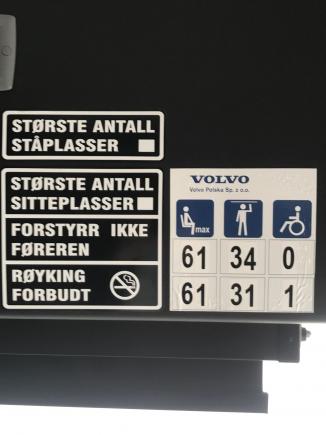 STØRSTE ANTALL
STÅPLASSER
STØRSTE ANTALL
SITTEPLASSER
FORSTYRR IKKE
FØREREN
RØYKING
FORBUDT
VOLVO
Volvo Polska Sp. z o.o.
max
61 34 0
61 31 1